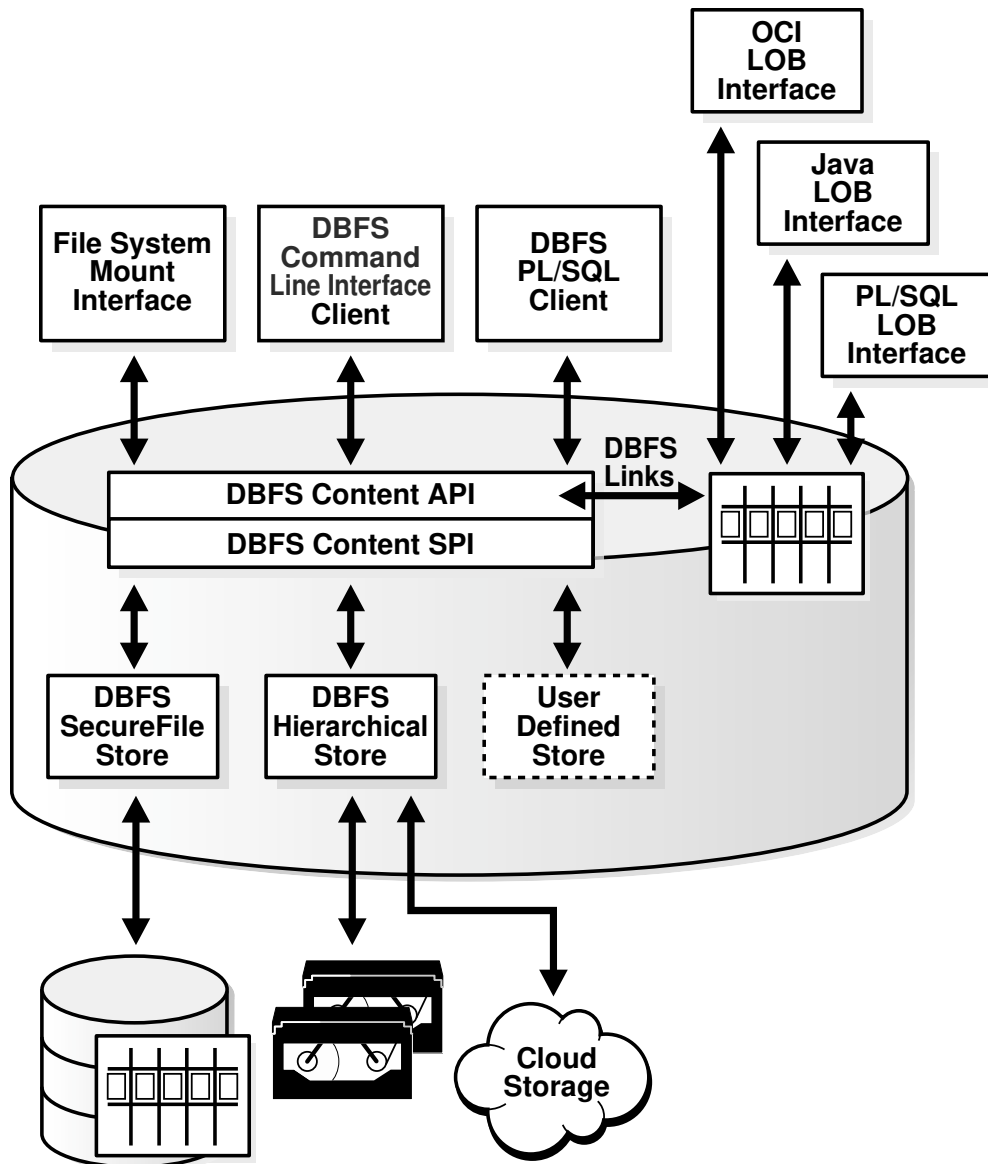 OCI
LOB
Interface
Java
LOB
Interface
File System
Mount
Interface
DBFS
Command
Line Interface
Client
DBFS
PL/SQL
Client
PL/SQL
LOB
Interface
DBFS
Links
DBFS Content API
DBFS Content SPI
DBFS
SecureFile
Store
DBFS
Hierarchical
Store
User
Defined
Store
Cloud
Storage